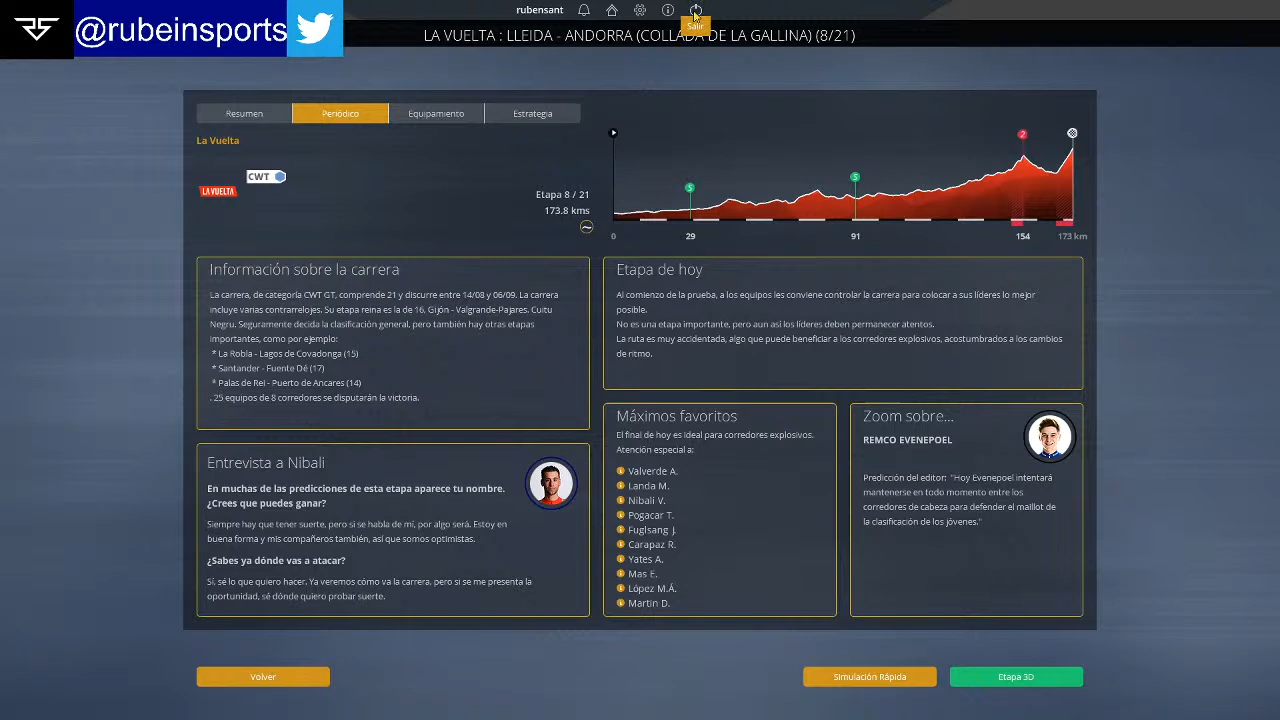 rubensant
Salir
@rubeinsports
LA VUELTA : LLEIDA - ANDORRA (COLLADA DE LA GALLINA) (8/21)
Resumen
Periódico
Equipamiento
Estrategia
La Vuelta
LA VUELTA
CWT
Etapa 8 / 21
173.8 kms
S
S
2
0
29
91
154
173 km
Información sobre la carrera
La carrera, de categoría CWT GT, comprende 21 y discurre entre 14/08 y 06/09. La carrera
incluye varias contrarrelojes. Su etapa reina es la de 16, Gijón - Valgrande-Pajares. Cuitu
Negru. Seguramente decida la clasificación general, pero también hay otras etapas
importantes, como por ejemplo:
* La Robla - Lagos de Covadonga (15)
* Santander - Fuente Dé (17)
* Palas de Rei - Puerto de Ancares (14)
. 25 equipos de 8 corredores se disputarán la victoria.
Etapa de hoy
Al comienzo de la prueba, a los equipos les conviene controlar la carrera para colocar a sus líderes lo mejor
posible.
No es una etapa importante, pero aun así los líderes deben permanecer atentos.
La ruta es muy accidentada, algo que puede beneficiar a los corredores explosivos, acostumbrados a los cambios
de ritmo.
Entrevista a Nibali
En muchas de las predicciones de esta etapa aparece tu nombre.
¿Crees que puedes ganar?
Siempre hay que tener suerte, pero si se habla de mí, por algo será. Estoy en
buena forma y mis compañeros también, así que somos optimistas.
¿Sabes ya dónde vas a atacar?
Sí, sé lo que quiero hacer. Ya veremos cómo va la carrera, pero si se me presenta la
oportunidad, sé dónde quiero probar suerte.
Máximos favoritos
El final de hoy es ideal para corredores explosivos.
Atención especial a:
Valverde A.
Landa M.
Nibali V.
Pogacar T.
Fuglsang J.
Carapaz R.
Yates A.
Mas E.
López M.Á.
Martin D.
Zoom sobre...
REMCO EVENEPOEL
Predicción del editor: "Hoy Evenepoel intentará
mantenerse en todo momento entre los
corredores de cabeza para defender el maillot de
la clasificación de los jóvenes."
Volver
Simulación Rápida
Etapa 3D